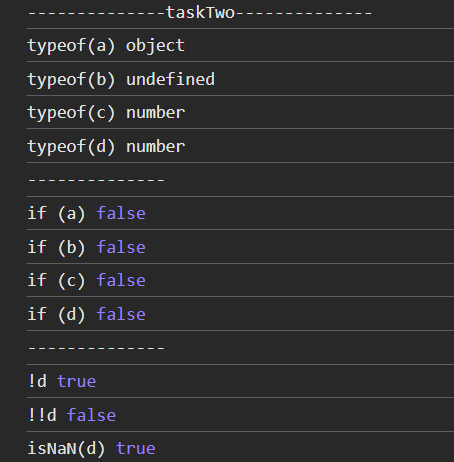 --------------taskTwo--------------
typeof(a) object
typeof(b) undefined
typeof(c) number
typeof(d) number
--------------
if (a) false
if (b) false
if (c) false
if (d) false
--------------
!d true
!!d false
isNaN(d) true